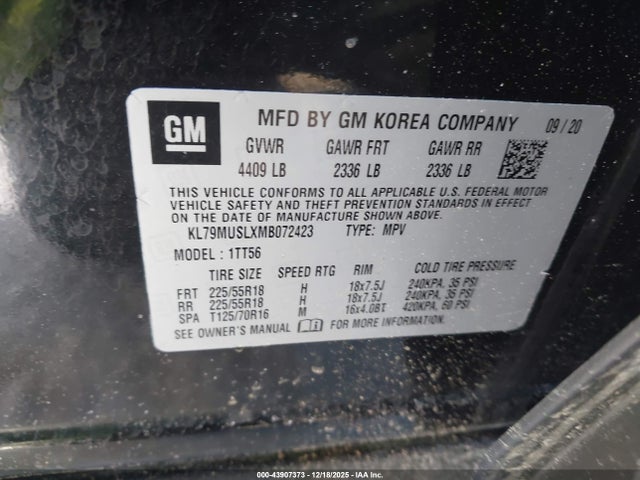 GM
MFD BY GM KOREA COMPANY 09/20
GVWR GAWR FRT GAWR RR
4409 LB 2336 LB 2336 LB
THIS VEHICLE CONFORMS TO ALL APPLICABLE U.S. FEDERAL MOTOR
VEHICLE SAFETY AND THEFT PREVENTION STANDARDS IN EFFECT
ON THE DATE OF MANUFACTURE SHOWN ABOVE.
KL79MUSLXMB072423 TYPE: MPV
MODEL: 1TT56
TIRE SIZE SPEED RTG RIM COLD TIRE PRESSURE
FRT 225/55R18 H 18x7.5J 240KPA, 35 PSI
RR 225/55R18 H 18x7.5J 240KPA, 35 PSI
SPA T125/70R16 M 16x4.0BT 420KPA, 60 PSI
SEE OWNER'S MANUAL FOR MORE INFORMATION.
000-43907373 - 12/18/2025 - IAA Inc.